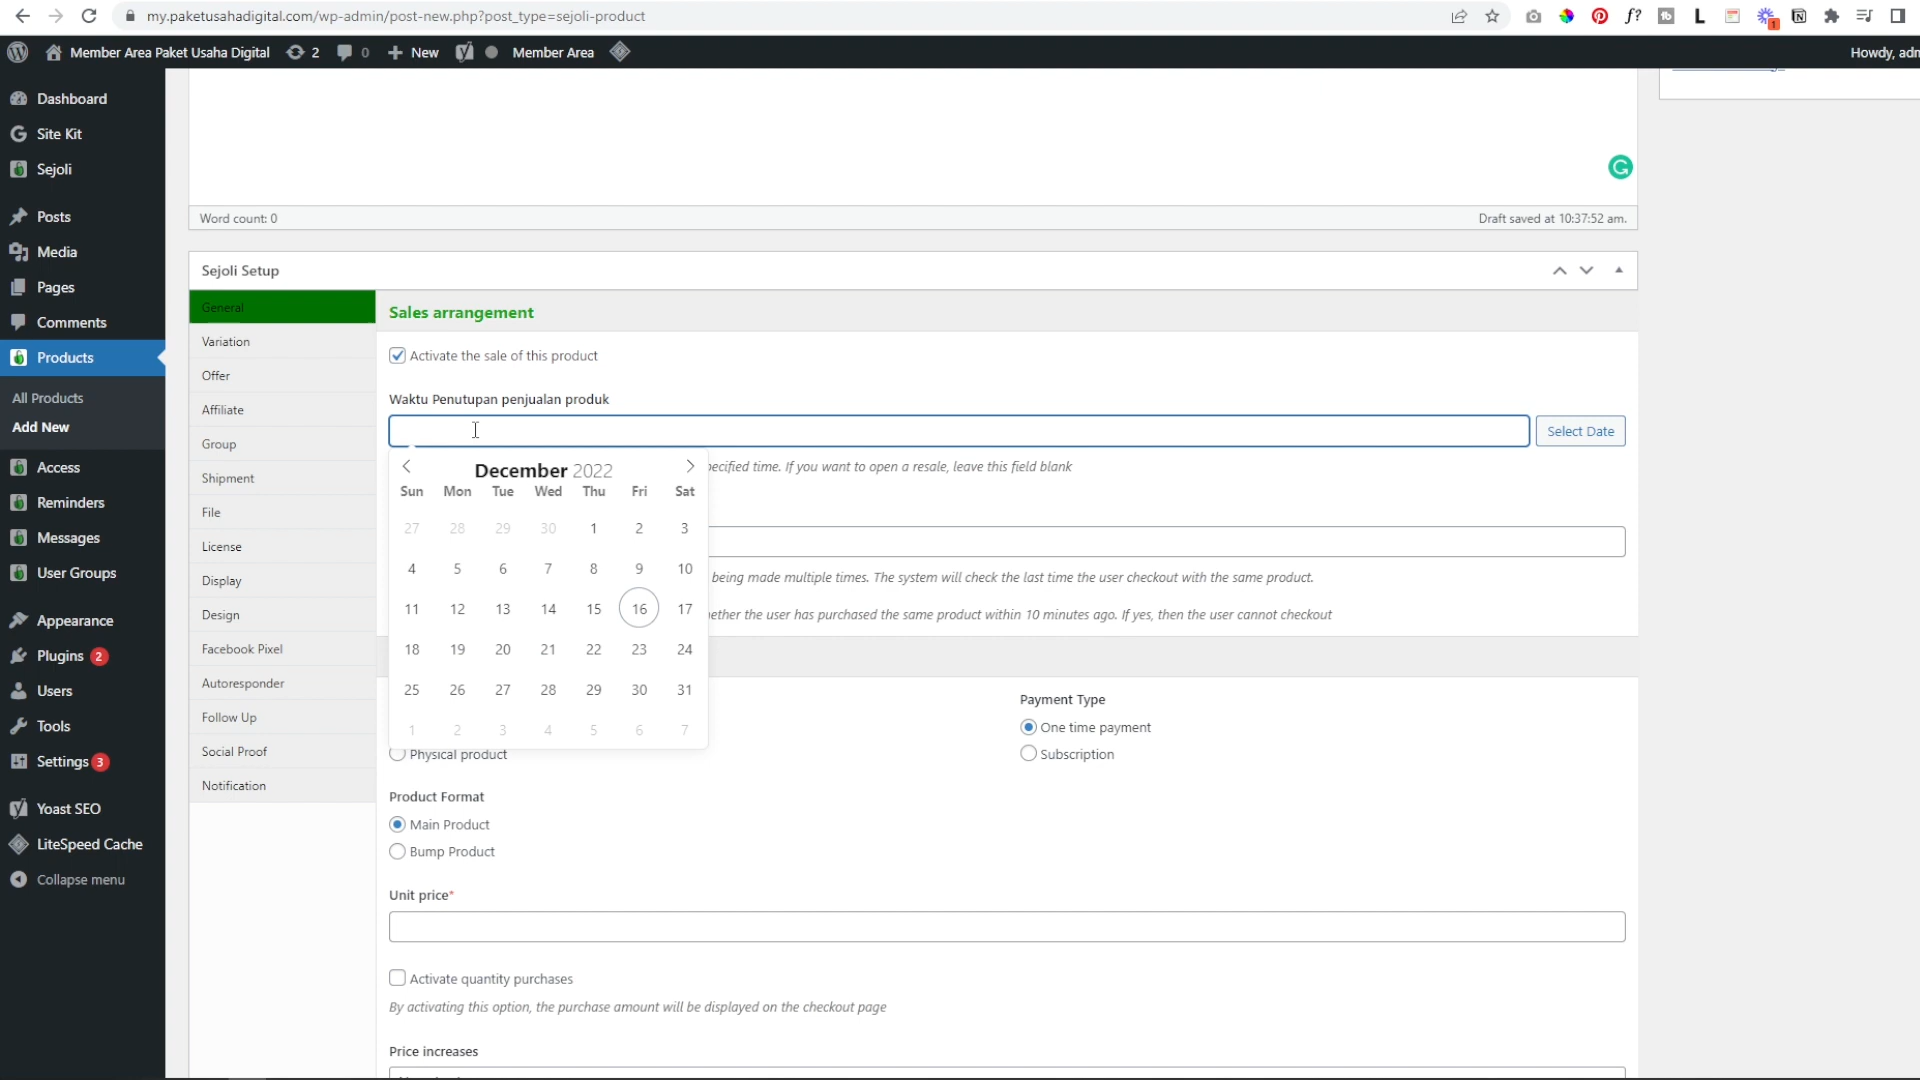 my.paketusahadigital.com/wp-admin/post-new.php?post_type=sejoli-product
Member Area Paket Usaha Digital
2
0
New
Member Area
Howdy, adm
Dashboard
Site Kit
Sejoli
Posts
Media
Pages
Comments
Products
All Products
Add New
Access
Reminders
Messages
User Groups
Appearance
Plugins 2
Users
Tools
Settings 3
Yoast SEO
LiteSpeed Cache
Collapse menu
Word count: 0
Draft saved at 10:37:52 am.
Sejoli Setup
General
Variation
Offer
Affiliate
Group
Shipment
File
License
Display
Design
Facebook Pixel
Autoresponder
Follow Up
Social Proof
Notification
Sales arrangement
Activate the sale of this product
Waktu Penutupan penjualan produk
Select Date
December 2022
Sun Mon Tue Wed Thu Fri Sat
27 28 29 30 1 2 3
4 5 6 7 8 9 10
11 12 13 14 15 16 17
18 19 20 21 22 23 24
25 26 27 28 29 30 31
1 2 3 4 5 6 7
pecified time. If you want to open a resale, leave this field blank
being made multiple times. The system will check the last time the user checkout with the same product.
ether the user has purchased the same product within 10 minutes ago. If yes, then the user cannot checkout
Physical product
Payment Type
One time payment
Subscription
Product Format
Main Product
Bump Product
Unit price*
Activate quantity purchases
By activating this option, the purchase amount will be displayed on the checkout page
Price increases